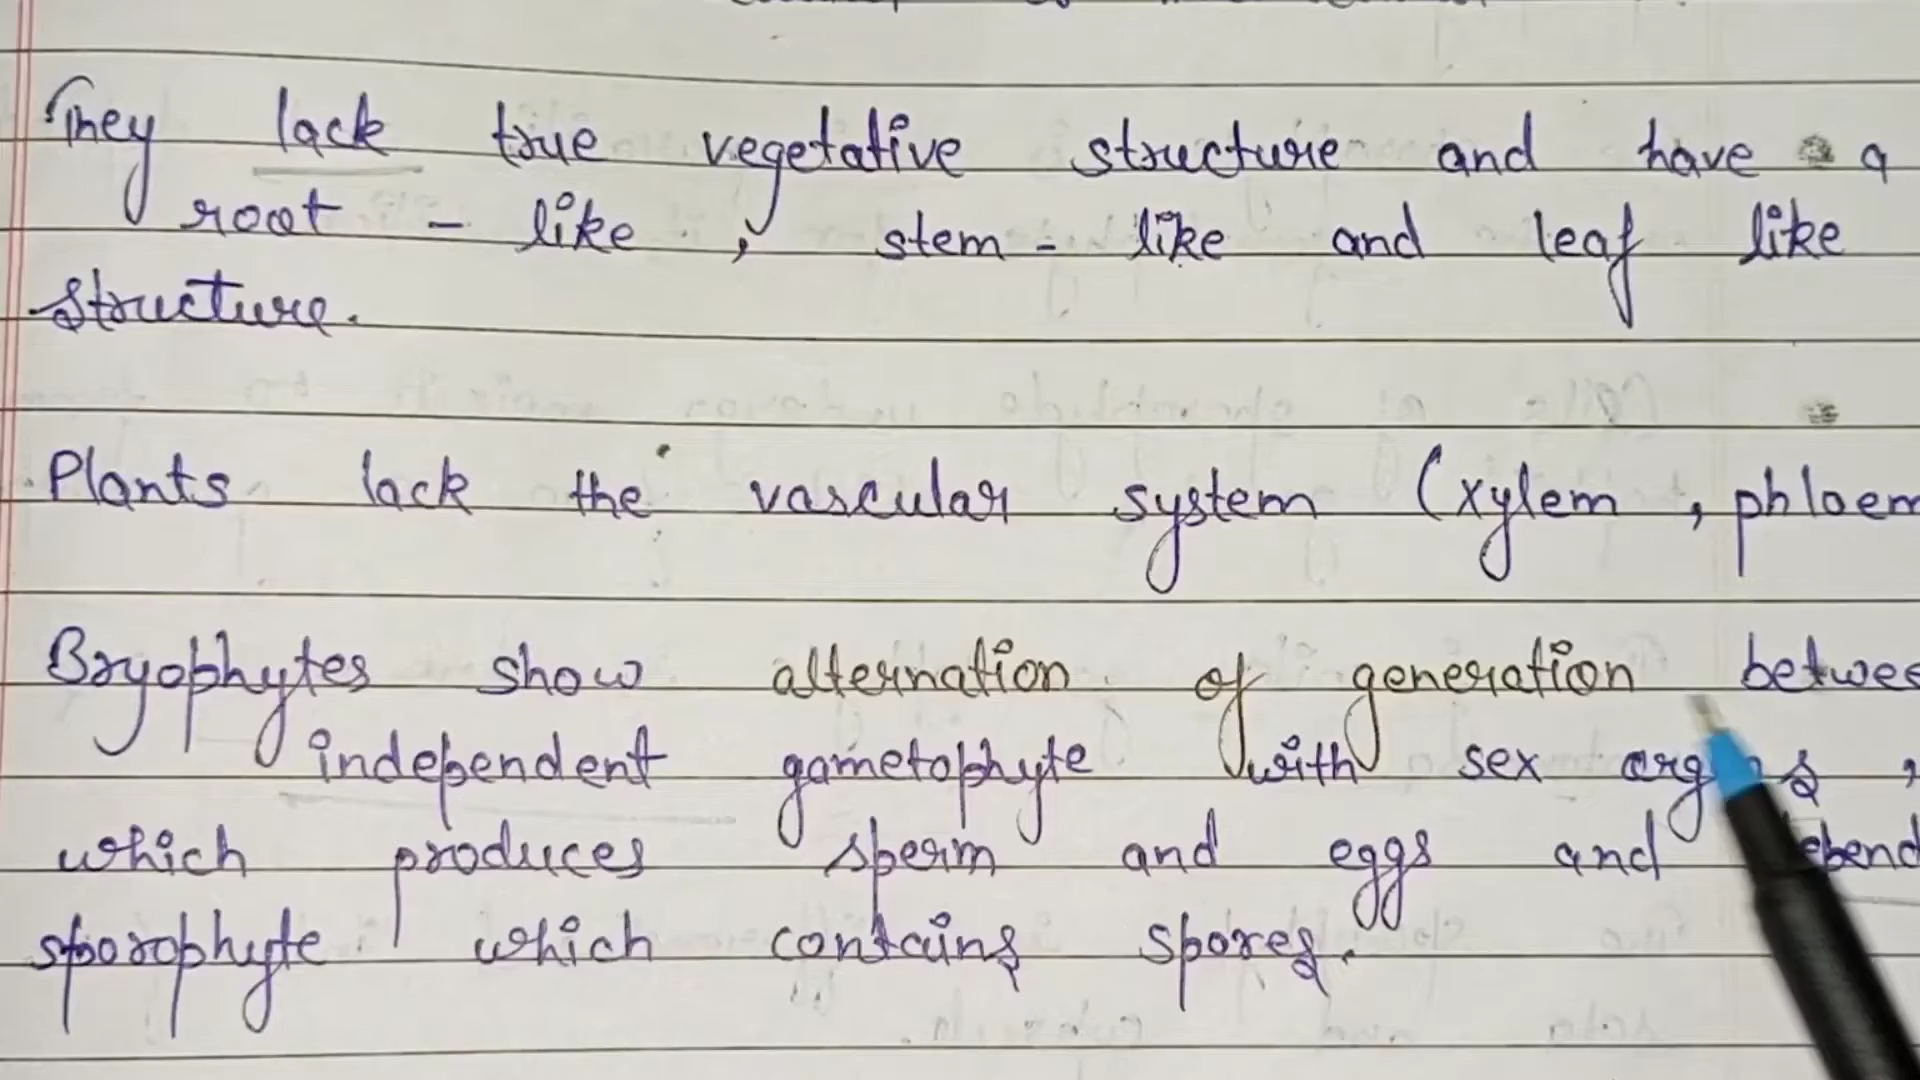 They lack true vegetative structure and have a
root - like , stem - like and leaf like
structure.
Plants lack the vascular system (xylem , phloem
Bryophytes show alternation of generation betwee
independent gametophyte with sex organs ,
which produces sperm and eggs and
sporophyte which contains spores.